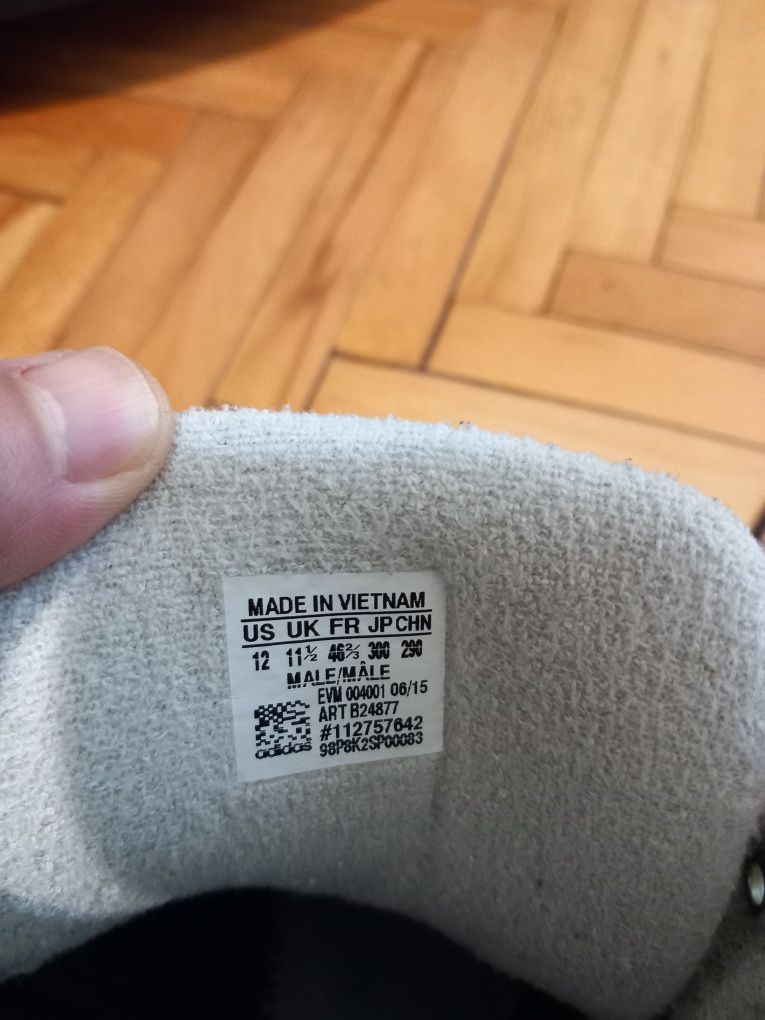 MADE IN VIETNAM
US UK FR JP CHN
12 11½ 46⅔ 300 290
MALE/MÂLE
EVM 004001 06/15
ART B24877
#112757642
adidas 98P8K2SP00083